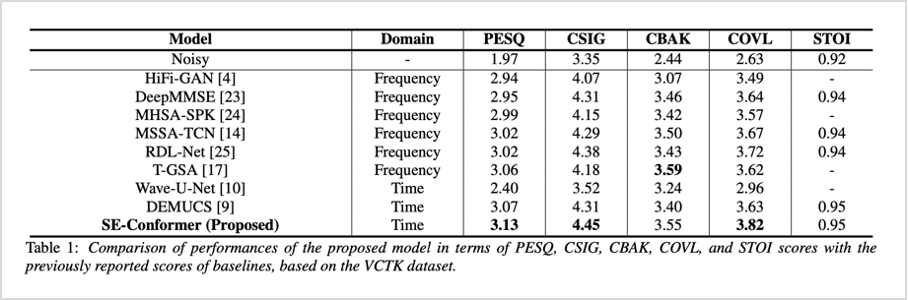 Model Domain PESQ CSIG CBAK COVL STOI
Noisy - 1.97 3.35 2.44 2.63 0.92
HiFi-GAN [4] Frequency 2.94 4.07 3.07 3.49 -
DeepMMSE [23] Frequency 2.95 4.31 3.46 3.64 0.94
MHSA-SPK [24] Frequency 2.99 4.15 3.42 3.57 -
MSSA-TCN [14] Frequency 3.02 4.29 3.50 3.67 0.94
RDL-Net [25] Frequency 3.02 4.38 3.43 3.72 0.94
T-GSA [17] Frequency 3.06 4.18 3.59 3.62 -
Wave-U-Net [10] Time 2.40 3.52 3.24 2.96 -
DEMUCS [9] Time 3.07 4.31 3.40 3.63 0.95
SE-Conformer (Proposed) Time 3.13 4.45 3.55 3.82 0.95
Table 1: Comparison of performances of the proposed model in terms of PESQ, CSIG, CBAK, COVL, and STOI scores with the
previously reported scores of baselines, based on the VCTK dataset.